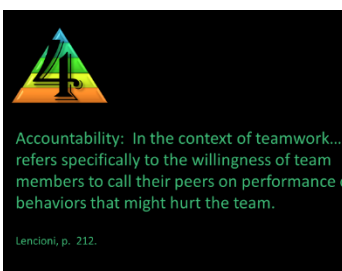 4
Accountability: In the context of teamwork...
refers specifically to the willingness of team
members to call their peers on performance
behaviors that might hurt the team.
Lencioni, p. 212.